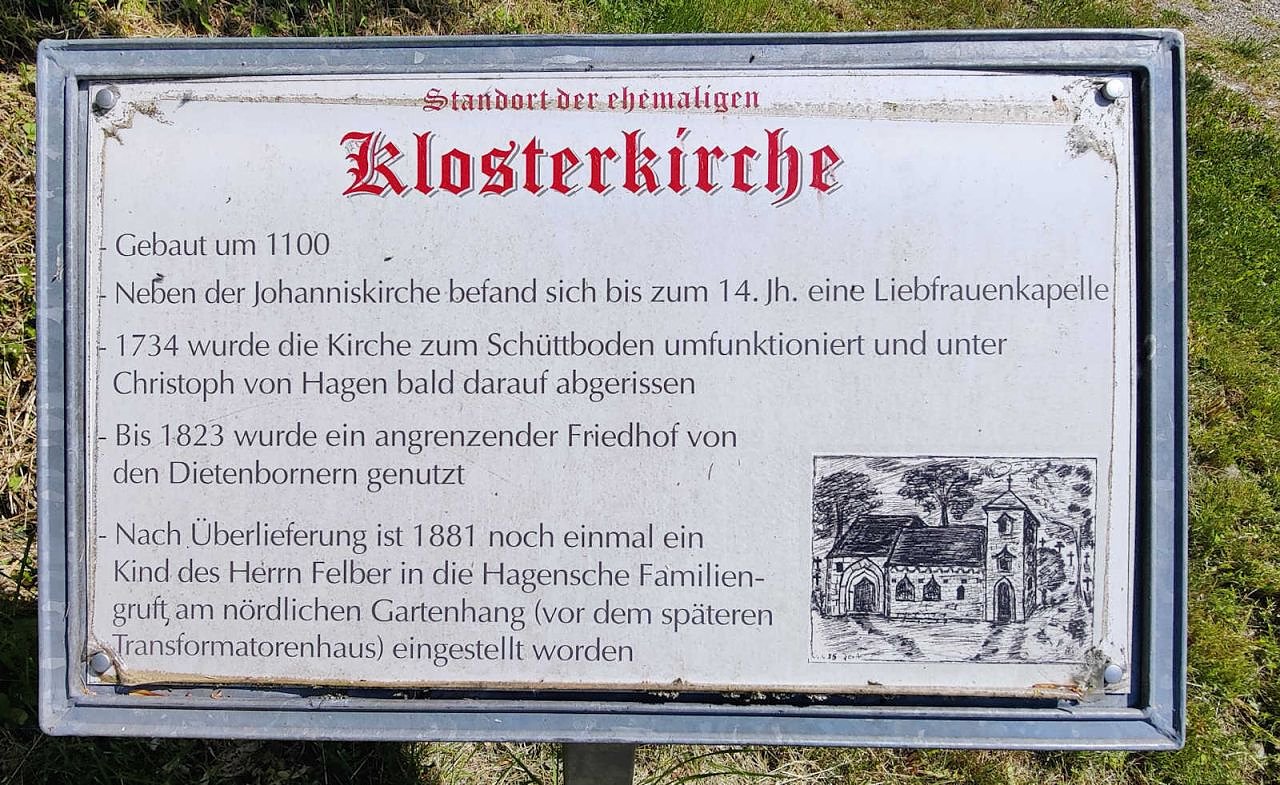 Standort der ehemaligen
Klosterkirche
- Gebaut um 1100
- Neben der Johanniskirche befand sich bis zum 14. Jh. eine Liebfrauenkapelle
- 1734 wurde die Kirche zum Schüttboden umfunktioniert und unter
Christoph von Hagen bald darauf abgerissen
- Bis 1823 wurde ein angrenzender Friedhof von
den Dietenbornern genutzt
- Nach Überlieferung ist 1881 noch einmal ein
Kind des Herrn Felber in die Hagensche Familien-
gruft am nördlichen Gartenhang (vor dem späteren
Transformatorenhaus) eingestellt worden